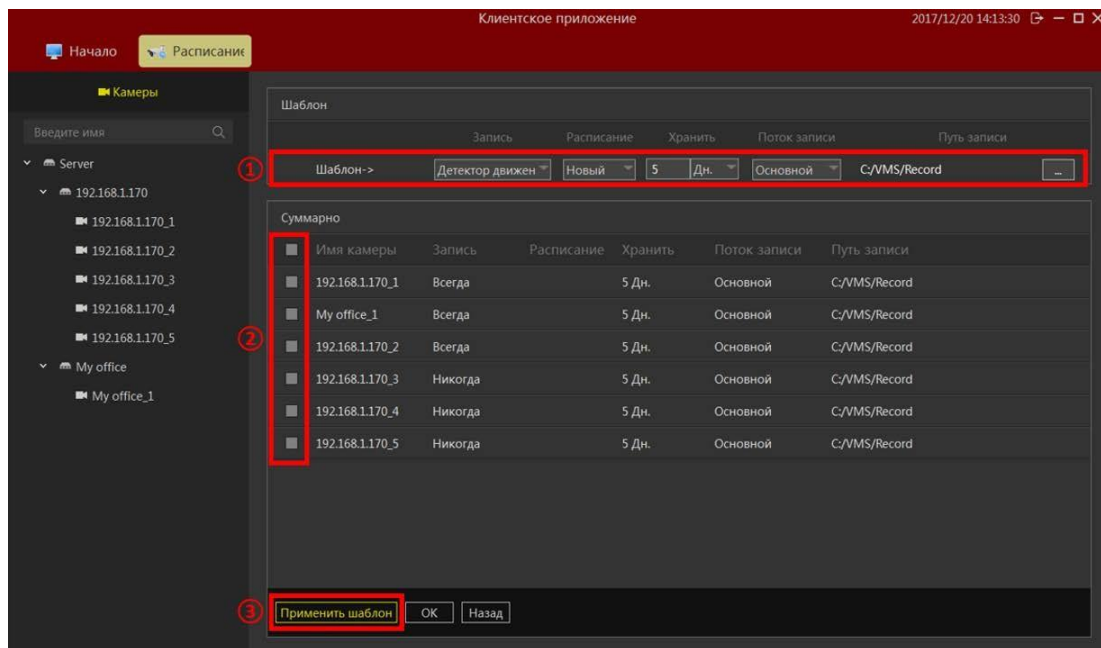 Клиентское приложение 2017/12/20 14:13:30
Начало Расписание
Камеры
Введите имя
Server
192.168.1.170
192.168.1.170_1
192.168.1.170_2
192.168.1.170_3
192.168.1.170_4
192.168.1.170_5
My office
My office_1
Шаблон
Запись Расписание Хранить Поток записи Путь записи
① Шаблон-> Детектор движен Новый 5 Дн. Основной C:/VMS/Record ...
Суммарно
Имя камеры Запись Расписание Хранить Поток записи Путь записи
192.168.1.170_1 Всегда 5 Дн. Основной C:/VMS/Record
My office_1 Всегда 5 Дн. Основной C:/VMS/Record
② 192.168.1.170_2 Всегда 5 Дн. Основной C:/VMS/Record
192.168.1.170_3 Никогда 5 Дн. Основной C:/VMS/Record
192.168.1.170_4 Никогда 5 Дн. Основной C:/VMS/Record
192.168.1.170_5 Никогда 5 Дн. Основной C:/VMS/Record
③ Применить шаблон OK Назад